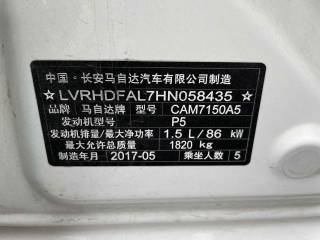 中国·长安马自达汽车有限公司制造
☆LVRHDFAL7HN058435☆
品牌 马自达 型号 CAM7150A5
发动机型号 P5
发动机排量/最大净功率 1.5 L/86 kW
最大允许总质量 1820 kg
制造年月 2017-05 乘坐人数 5